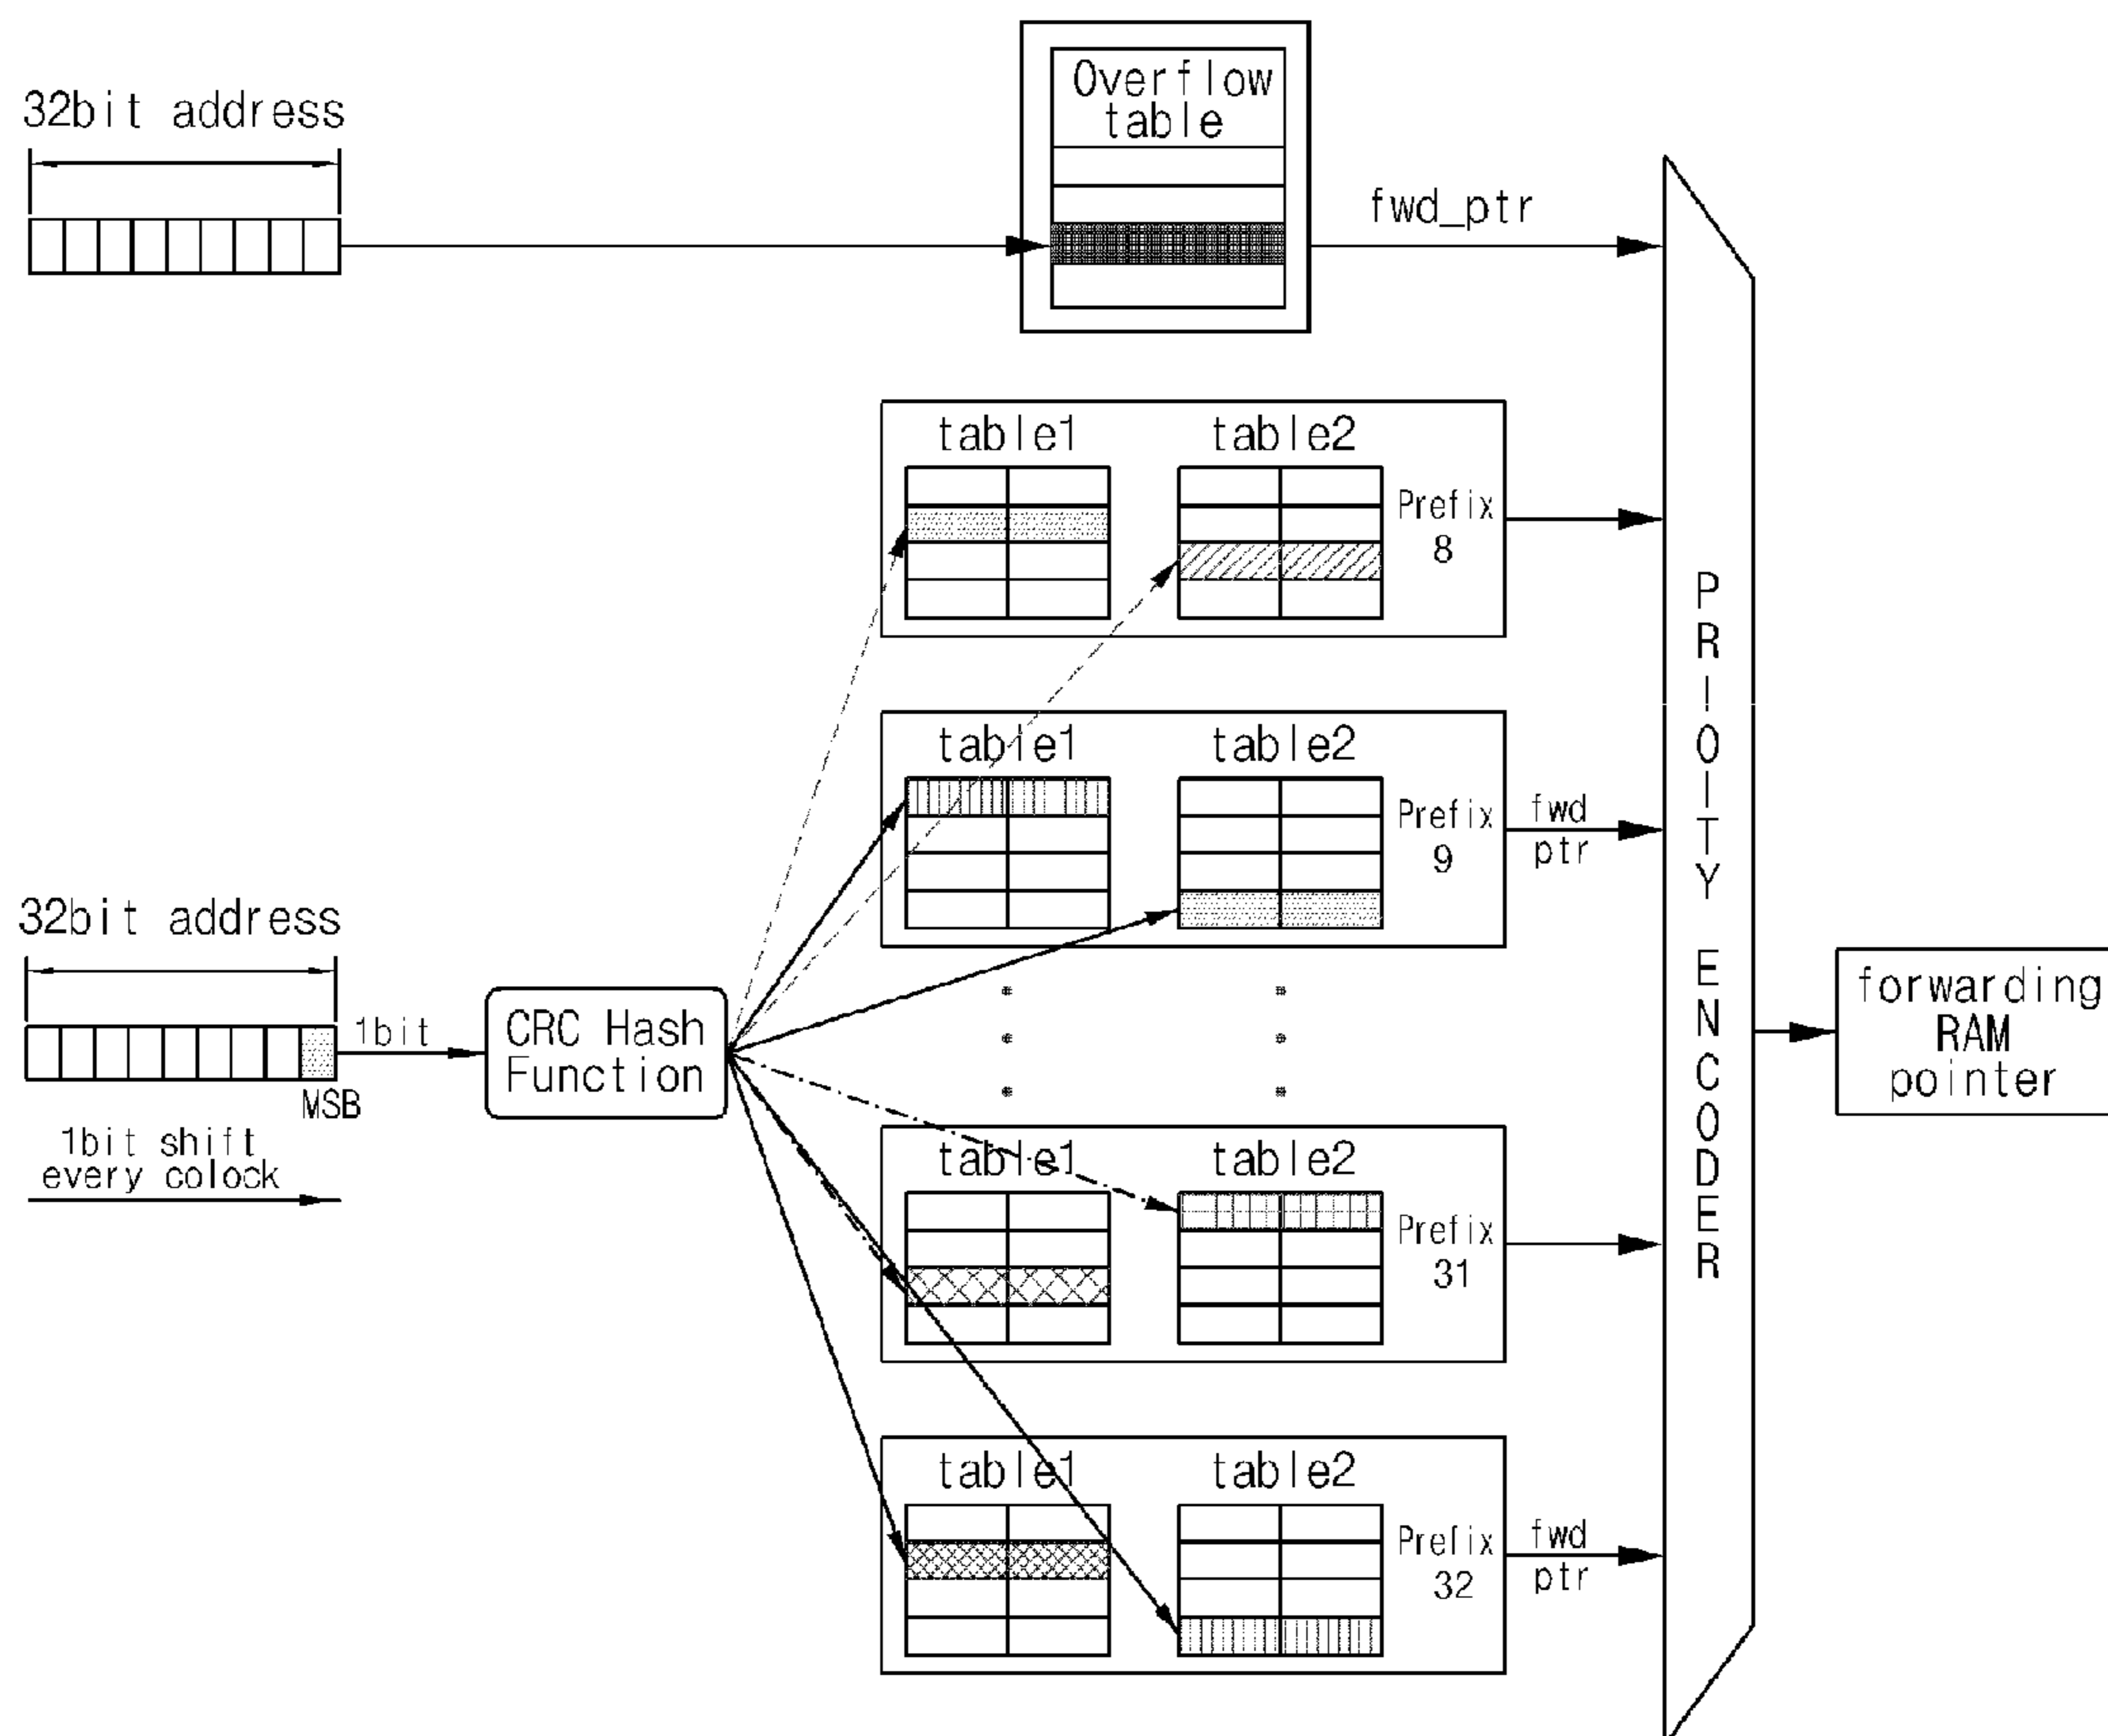 32bit address
Overflow
table
fwd_ptr
table1
table2
Prefix
8
table1
table2
Prefix
9
fwd
ptr
32bit address
1bit
MSB
1bit shift
every colock
CRC Hash
Function
table1
table2
Prefix
31
table1
table2
Prefix
32
fwd
ptr
PRIOITY ENCODER
forwarding
RAM
pointer